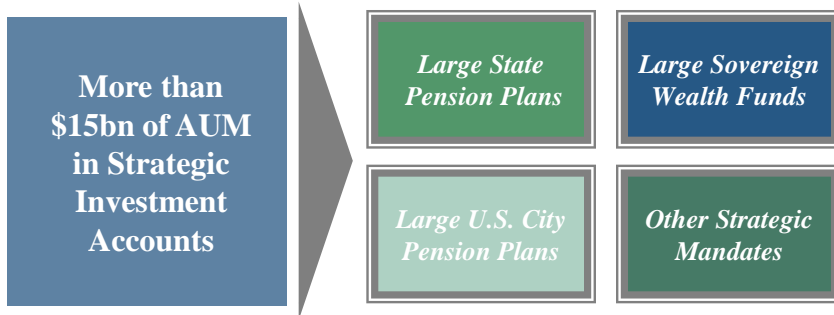 More than
$15bn of AUM
in Strategic
Investment
Accounts
Large State
Pension Plans
Large Sovereign
Wealth Funds
Large U.S. City
Pension Plans
Other Strategic
Mandates